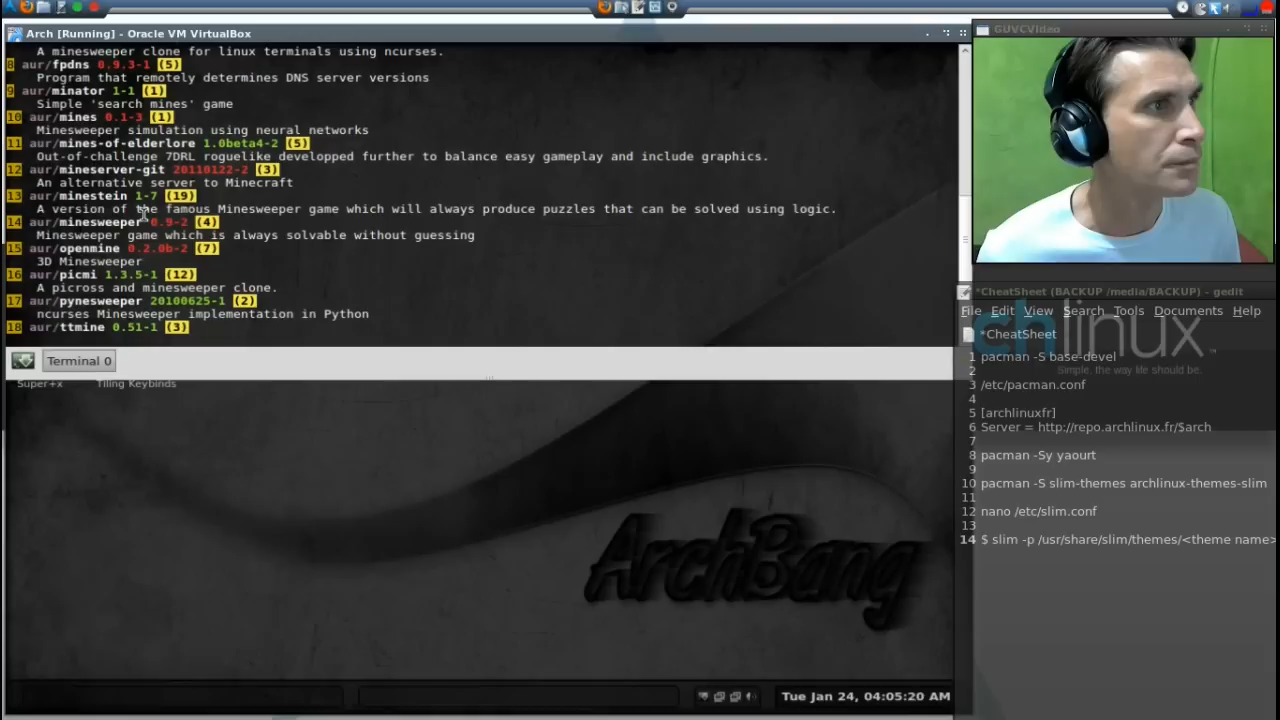 Arch [Running] - Oracle VM VirtualBox
A minesweeper clone for linux terminals using ncurses.
8 aur/fpdns 0.9.3-1 (5)
Program that remotely determines DNS server versions
9 aur/minator 1-1 (1)
Simple 'search mines' game
10 aur/mines 0.1-3 (1)
Minesweeper simulation using neural networks
11 aur/mines-of-elderlore 1.0beta4-2 (5)
Out-of-challenge 7DRL roguelike developped further to balance easy gameplay and include graphics.
12 aur/mineserver-git 20110122-2 (3)
An alternative server to Minecraft
13 aur/minestein 1-7 (19)
A version of the famous Minesweeper game which will always produce puzzles that can be solved using logic.
14 aur/minesweeper 0.9-2 (4)
Minesweeper game which is always solvable without guessing
15 aur/openmine 0.2.0b-2 (7)
3D Minesweeper
16 aur/picmi 1.3.5-1 (12)
A picross and minesweeper clone.
17 aur/pynesweeper 20100625-1 (2)
ncurses Minesweeper implementation in Python
18 aur/ttmine 0.51-1 (3)
Terminal 0
Super+x Tiling Keybinds
ArchBang
Tue Jan 24, 04:05:20 AM
GUVCVideo
*CheatSheet (BACKUP /media/BACKUP) - gedit
File Edit View Search Tools Documents Help
*CheatSheet
chlinux
Simple. the way life should be.
1 pacman -S base-devel
2
3 /etc/pacman.conf
4
5 [archlinuxfr]
6 Server = http://repo.archlinux.fr/$arch
7
8 pacman -Sy yaourt
9
10 pacman -S slim-themes archlinux-themes-slim
11
12 nano /etc/slim.conf
13
14 $ slim -p /usr/share/slim/themes/<theme name>